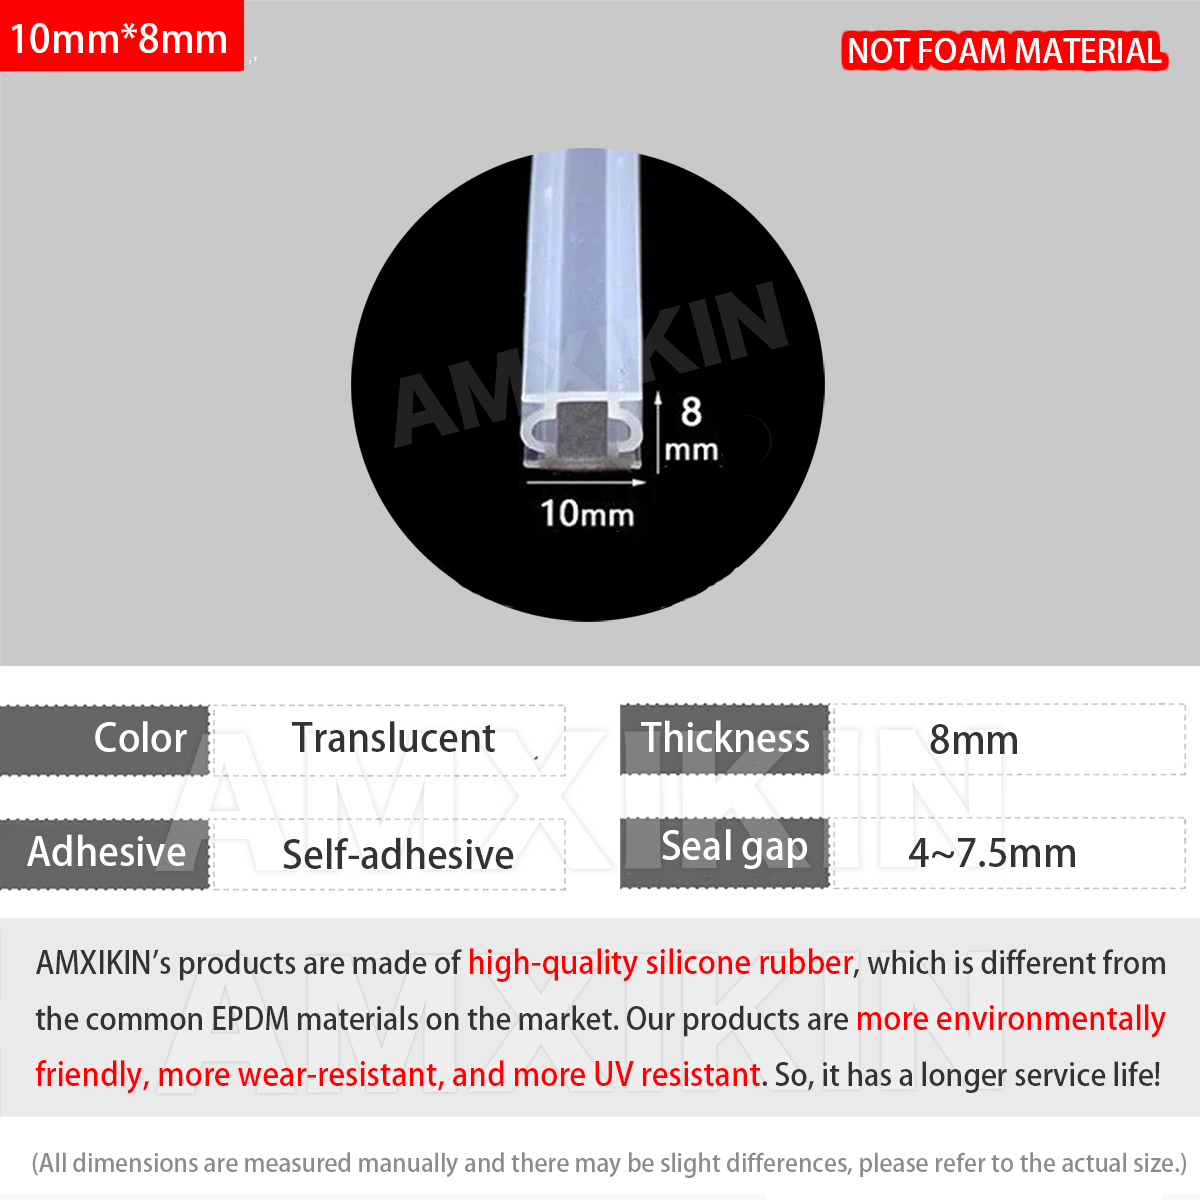 10mm*8mm
NOT FOAM MATERIAL
AMXIKIN
8
mm
10mm
Color
Translucent
Thickness
8mm
Adhesive
Self-adhesive
Seal gap
4~7.5mm
AMXIKIN
AMXIKIN’s products are made of high-quality silicone rubber, which is different from
the common EPDM materials on the market. Our products are more environmentally
friendly, more wear-resistant, and more UV resistant. So, it has a longer service life!
AMXIKIN
(All dimensions are measured manually and there may be slight differences, please refer to the actual size.)